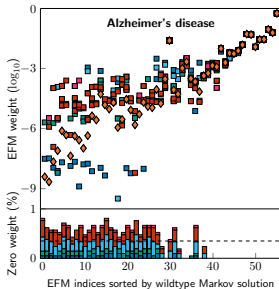 Alzheimer's disease
EFM weight (log₁₀)
0
−3
−6
−9
Zero weight (%)
1
0
0 10 20 30 40 50
EFM indices sorted by wildtype Markov solution